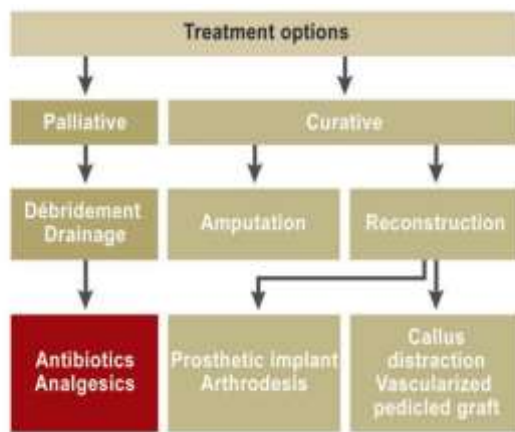 Treatment options
Palliative
Curative
Débridement
Drainage
Amputation
Reconstruction
Antibiotics
Analgesics
Prosthetic implant
Arthrodesis
Callus
distraction
Vascularized
pedicled graft